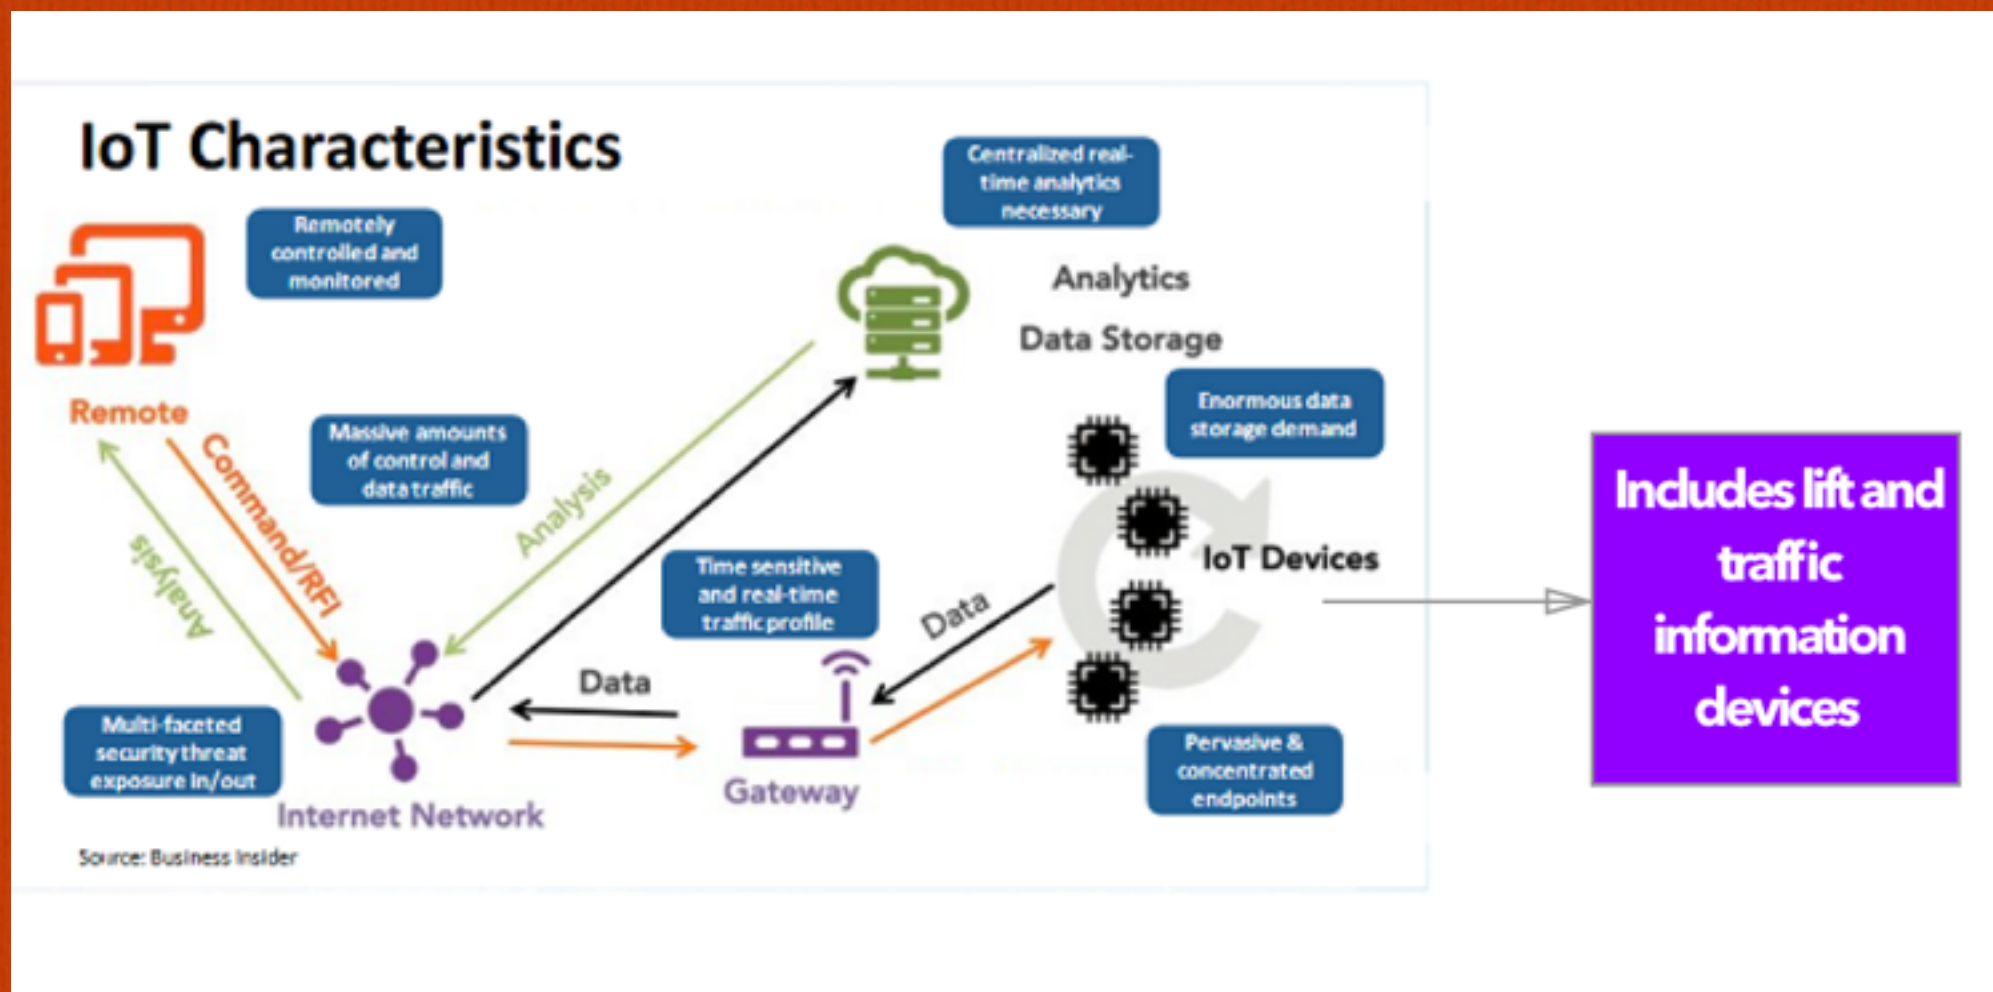 IoT Characteristics
Centralized real-
time analytics
necessary
Remotely
controlled and
monitored
Analytics
Data Storage
Enormous data
storage demand
Remote
Massive amounts
of control and
data traffic
Command/RFI
Analysis
Analysis
Time sensitive
and real-time
traffic profile
IoT Devices
Data
Data
Multi-faceted
security threat
exposure in/out
Internet Network
Gateway
Pervasive &
concentrated
endpoints
Source: Business Insider
Includes lift and
traffic
information
devices